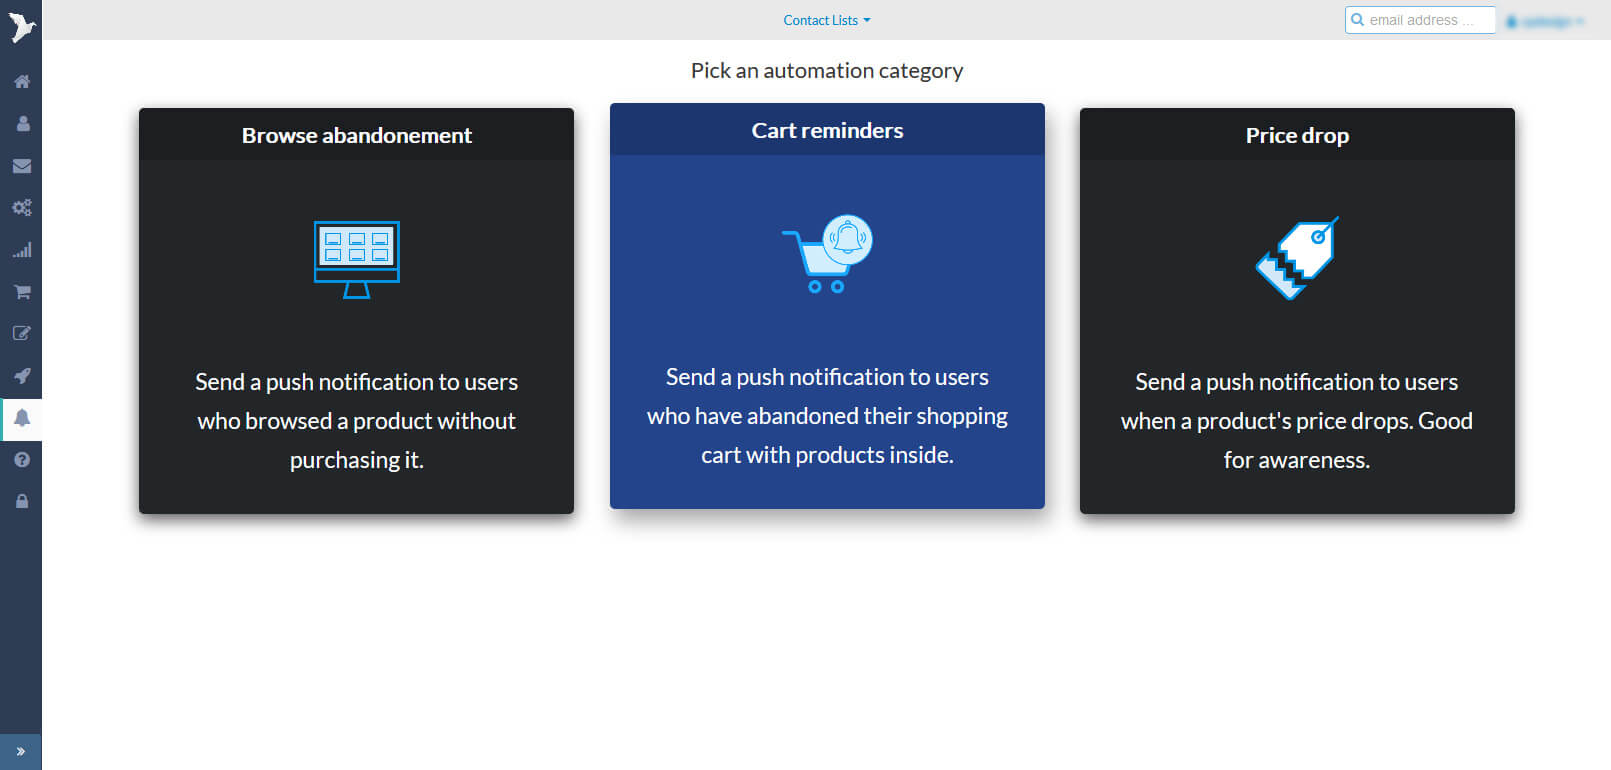 Contact Lists
email address ...
Pick an automation category
Browse abandonement
Send a push notification to users
who browsed a product without
purchasing it.
Cart reminders
Send a push notification to users
who have abandoned their shopping
cart with products inside.
Price drop
Send a push notification to users
when a product's price drops. Good
for awareness.